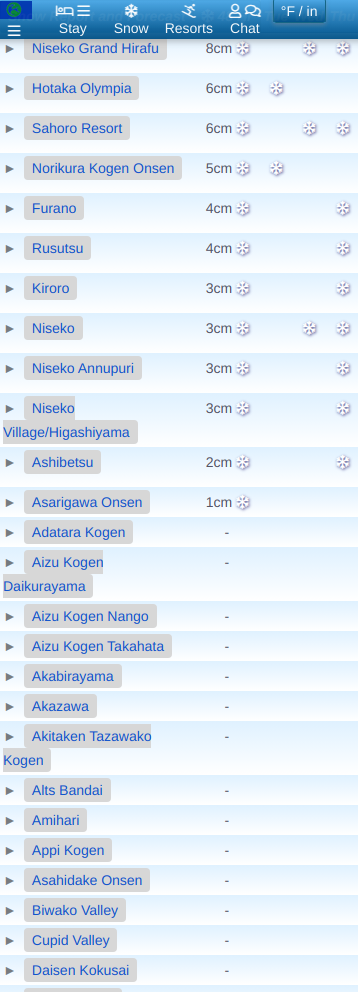 °F / in
Stay Snow Resorts Chat
Niseko Grand Hirafu 8cm
Hotaka Olympia 6cm
Sahoro Resort 6cm
Norikura Kogen Onsen 5cm
Furano 4cm
Rusutsu 4cm
Kiroro 3cm
Niseko 3cm
Niseko Annupuri 3cm
Niseko 3cm
Village/Higashiyama
Ashibetsu 2cm
Asarigawa Onsen 1cm
Adatara Kogen -
Aizu Kogen -
Daikurayama
Aizu Kogen Nango -
Aizu Kogen Takahata -
Akabirayama -
Akazawa -
Akitaken Tazawako -
Kogen
Alts Bandai -
Amihari -
Appi Kogen -
Asahidake Onsen -
Biwako Valley -
Cupid Valley -
Daisen Kokusai -